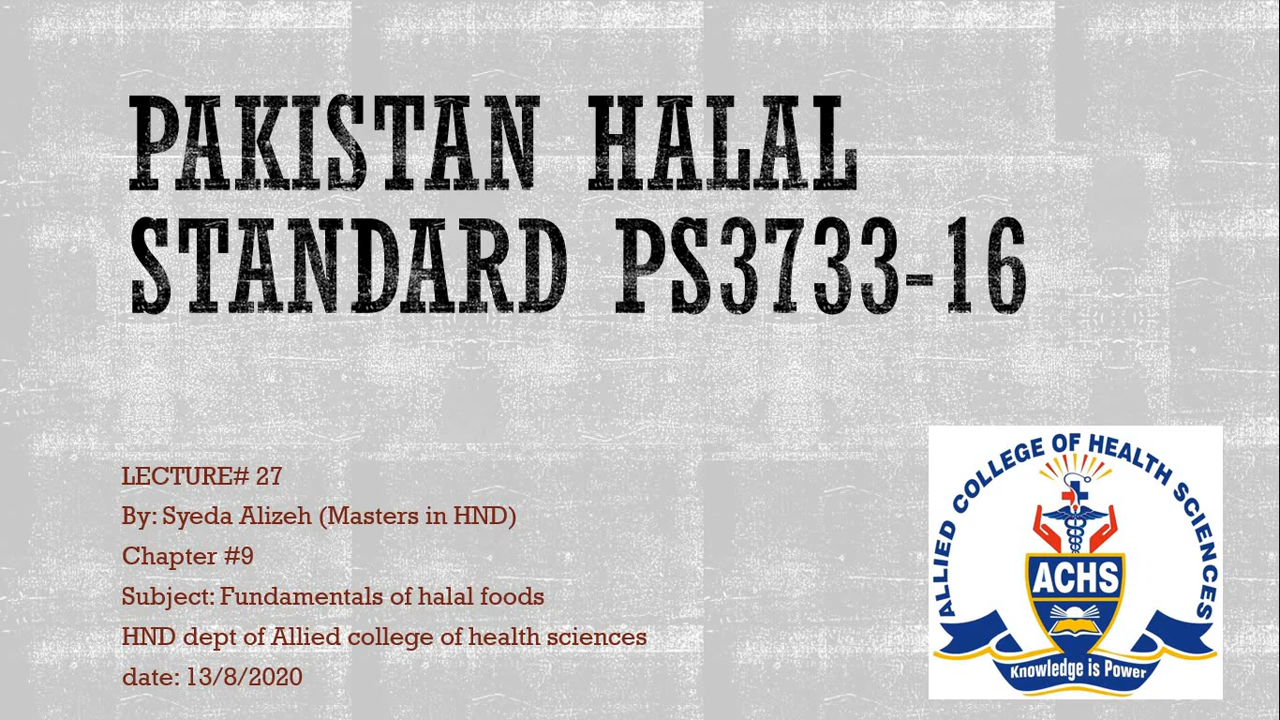 PAKISTAN HALAL
STANDARD PS3733-16
LECTURE# 27
By: Syeda Alizeh (Masters in HND)
Chapter #9
Subject: Fundamentals of halal foods
HND dept of Allied college of health sciences
date: 13/8/2020
ALLIED COLLEGE OF HEALTH SCIENCES
ACHS
Knowledge is Power